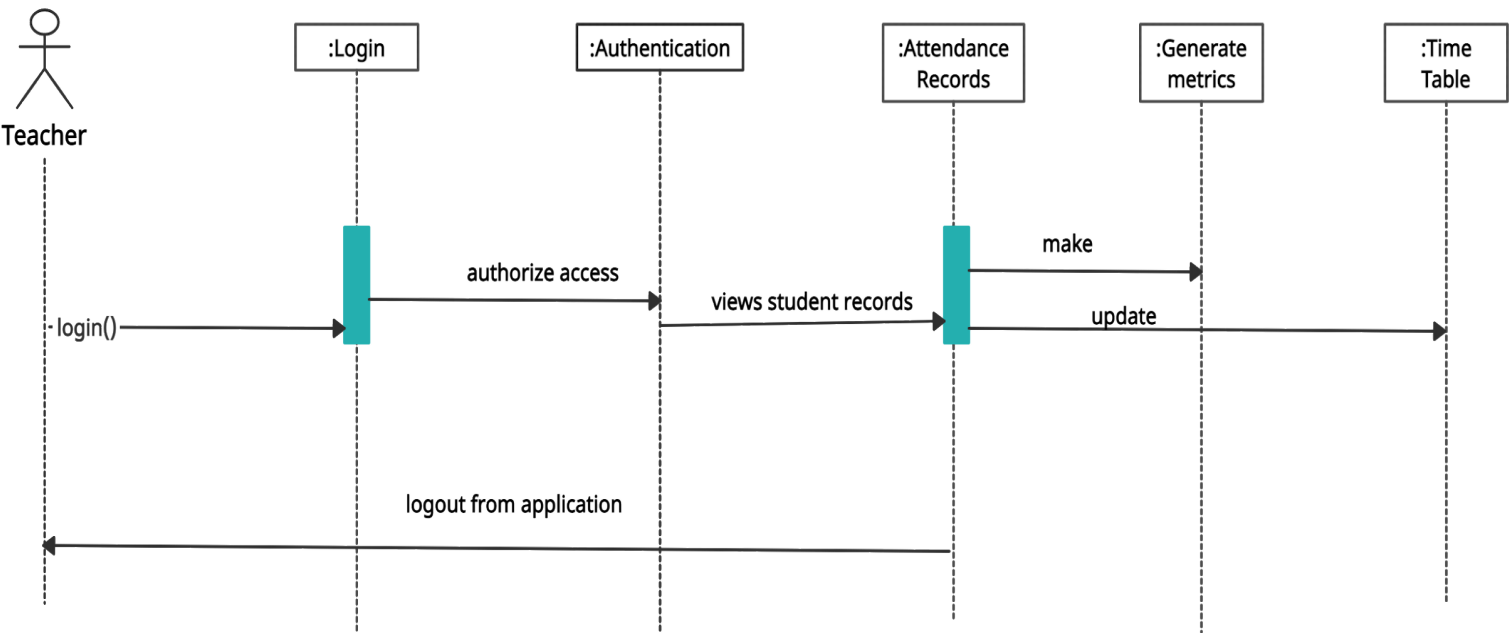 Teacher
:Login
:Authentication
:Attendance
Records
:Generate
metrics
:Time
Table
make
authorize access
views student records
update
login()
logout from application